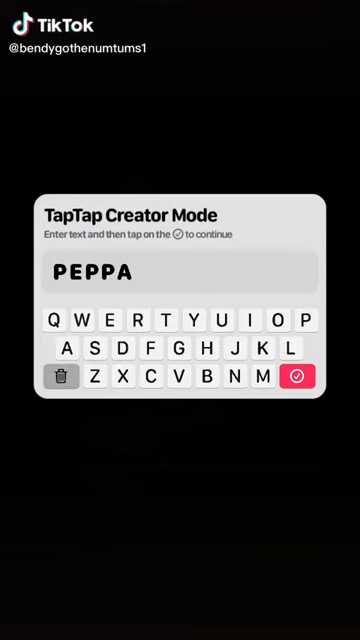 TikTok
@bendygothenumtums1
TapTap Creator Mode
Enter text and then tap on the to continue
PEPPA
Q W E R T Y U I O P
A S D F G H J K L
Z X C V B N M